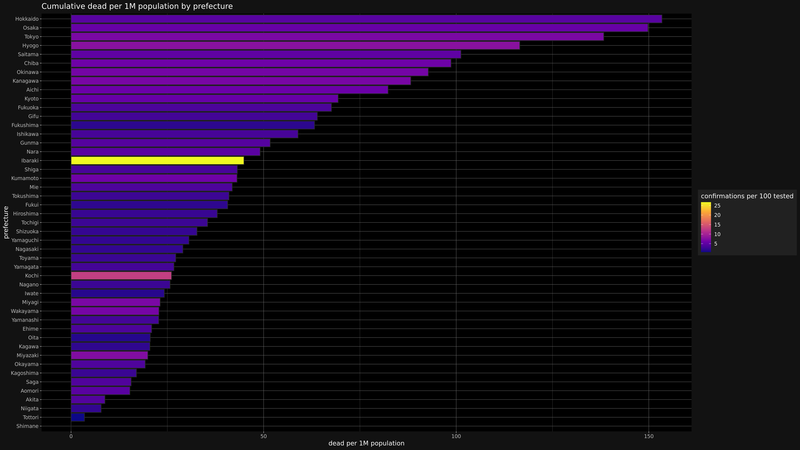 Cumulative dead per 1M population by prefecture
Hokkaido
Osaka
Tokyo
Hyogo
Saitama
Chiba
Okinawa
Kanagawa
Aichi
Kyoto
Fukuoka
Gifu
Fukushima
Ishikawa
Gunma
Nara
Ibaraki
Shiga
Kumamoto
Mie
Tokushima
Fukui
Hiroshima
Tochigi
Shizuoka
Yamaguchi
Nagasaki
Toyama
Yamagata
Kochi
Nagano
Iwate
Miyagi
Wakayama
Yamanashi
Ehime
Oita
Kagawa
Miyazaki
Okayama
Kagoshima
Saga
Aomori
Akita
Niigata
Tottori
Shimane
prefecture
0 50 100 150
dead per 1M population
confirmations per 100 tested
25
20
15
10
5